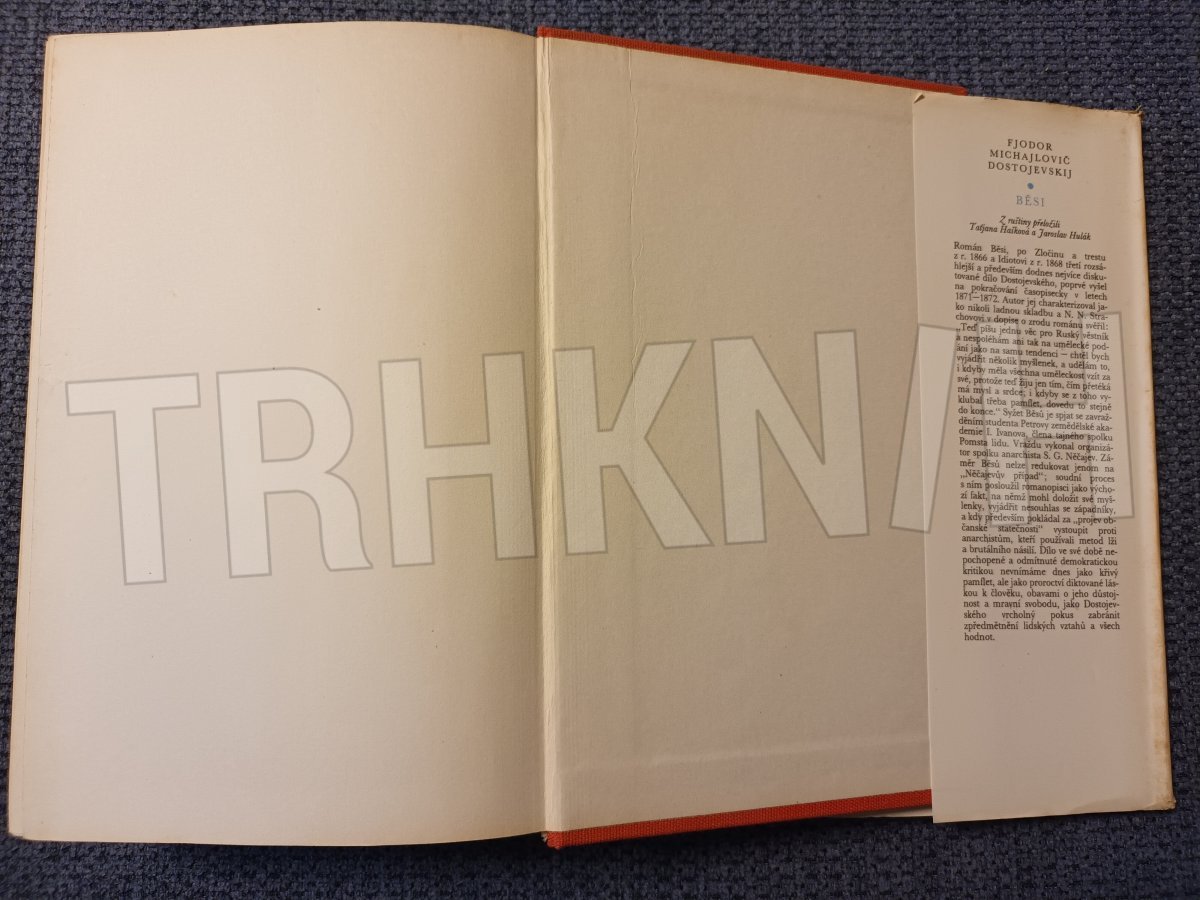 FJODOR
MICHAJLOVIČ
DOSTOJEVSKIJ
BĚSI
Z ruštiny přeložili
Taťjana Hašková a Jaroslav Hulák
Román Běsi, po Zločinu a trestu
z r. 1866 a Idiotovi z r. 1868 třetí rozsá-
hlejší a především dodnes nejvíce disku-
tované dílo Dostojevského, poprvé vyšel
na pokračování časopisecky v letech
1871—1872. Autor jej charakterizoval ja-
ko nikoli ladnou skladbu a N. N. Stra-
chovovi v dopise o zrodu románu svěřil:
„Teď píšu jednu věc pro Ruský věstník
a nespoléhám ani tak na umělecké pod-
ání jako na samu tendenci — chtěl bych
vyjádřit několik myšlenek, a udělám to,
i kdyby měla všechna uměleckost vzít za
své, protože teď žiju jen tím, čím přetéká
má mysl a srdce; i kdyby se z toho vy-
klubal třeba pamflet, dovedu to stejně
do konce.“ Syžet Běsů je spjat se zavraž-
děním studenta Petrovy zemědělské aka-
demie I. Ivanova, člena tajného spolku
Pomsta lidu. Vraždu vykonal organizá-
tor spolku anarchista S. G. Něčajev. Zá-
měr Běsů nelze redukovat jenom na
„Něčajevův případ“; soudní proces
s ním posloužil romanopisci jako výcho-
zí fakt, na němž mohl doložit své myš-
lenky, vyjádřit nesouhlas se západníky,
a kdy především pokládal za „projev ob-
čanské statečnosti“ vystoupit proti
anarchistům, kteří používali metod lži
a brutálního násilí. Dílo ve své době ne-
pochopené a odmítnuté demokratickou
kritikou nevnímáme dnes jako křivý
pamflet, ale jako proroctví diktované lás-
kou k člověku, obavami o jeho důstoj-
nost a mravní svobodu, jako Dostojev-
ského vrcholný pokus zabránit
zpředmětnění lidských vztahů a všech
hodnot.